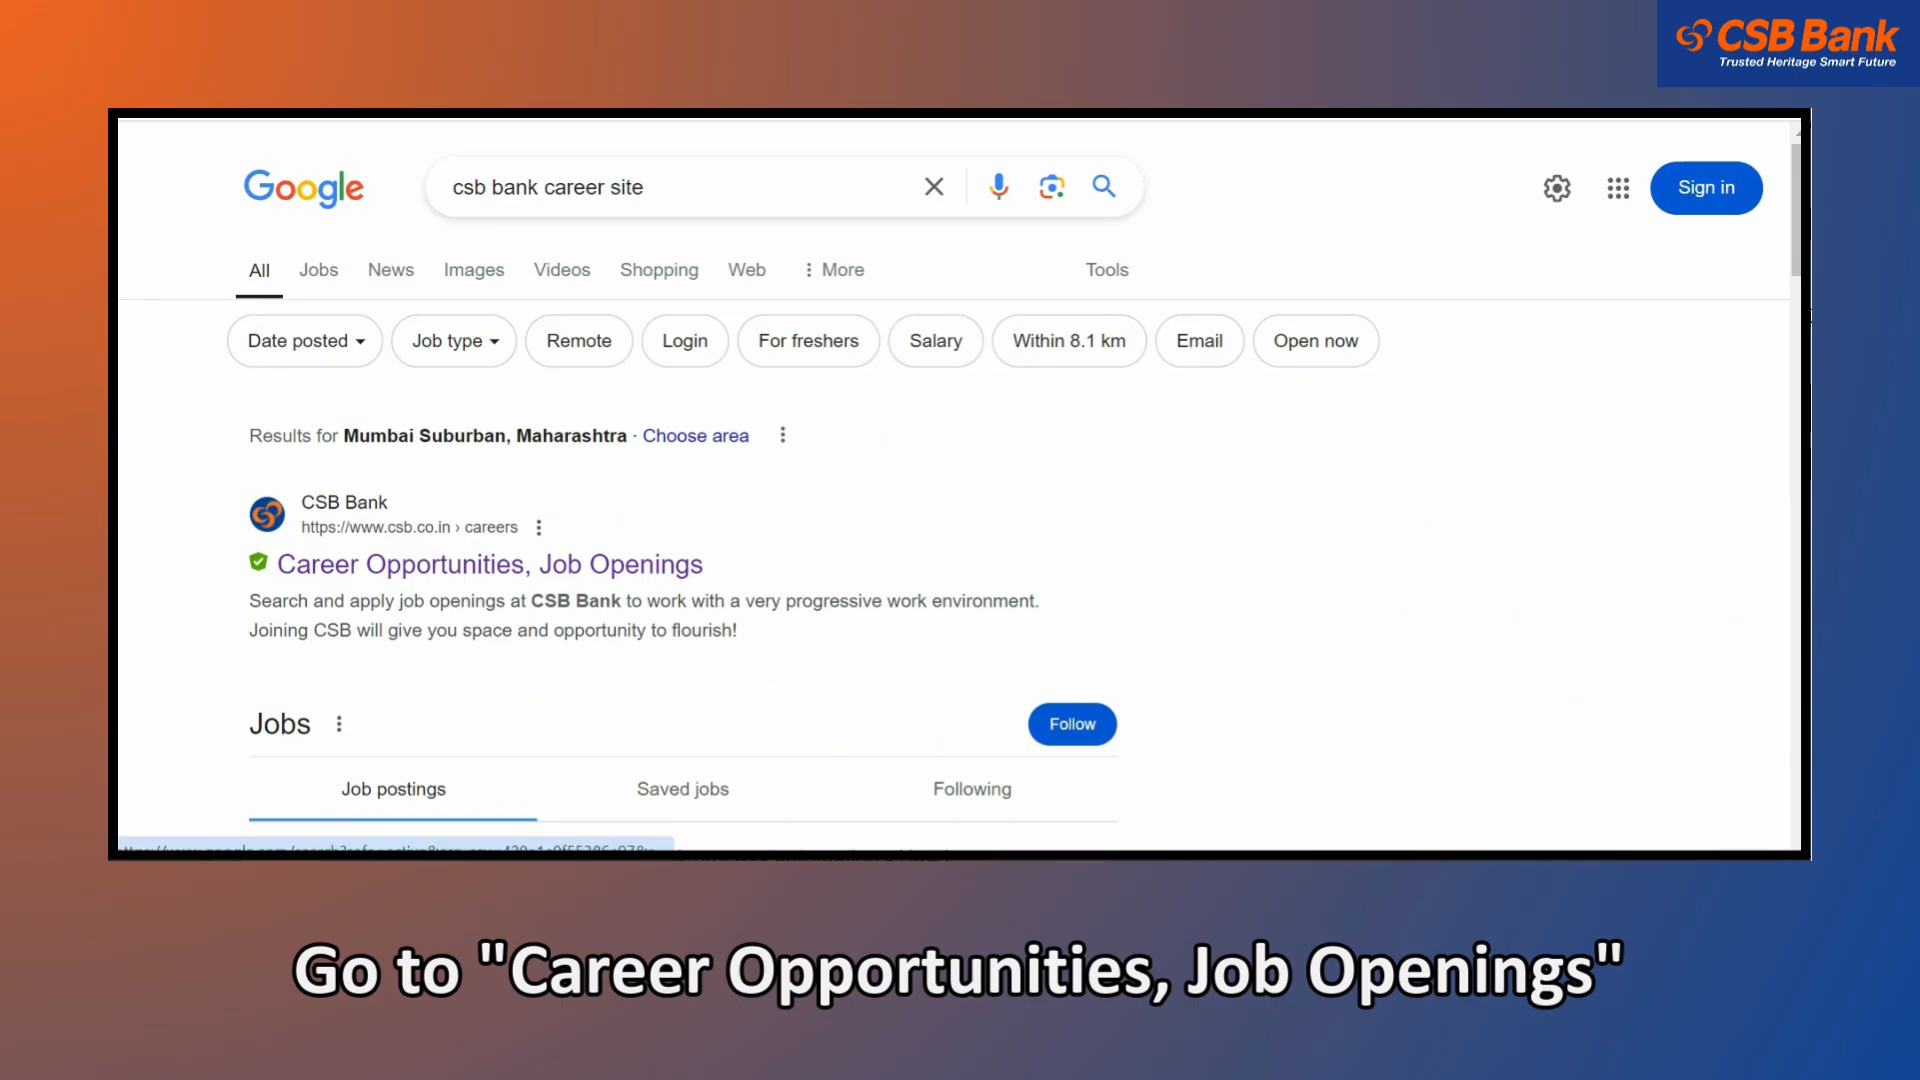 CSB Bank
Trusted Heritage Smart Future
Google
csb bank career site
Sign in
All Jobs News Images Videos Shopping Web More Tools
Date posted Job type Remote Login For freshers Salary Within 8.1 km Email Open now
Results for Mumbai Suburban, Maharashtra · Choose area
CSB Bank
https://www.csb.co.in › careers
Career Opportunities, Job Openings
Search and apply job openings at CSB Bank to work with a very progressive work environment.
Joining CSB will give you space and opportunity to flourish!
Jobs
Follow
Job postings Saved jobs Following
Go to "Career Opportunities, Job Openings"